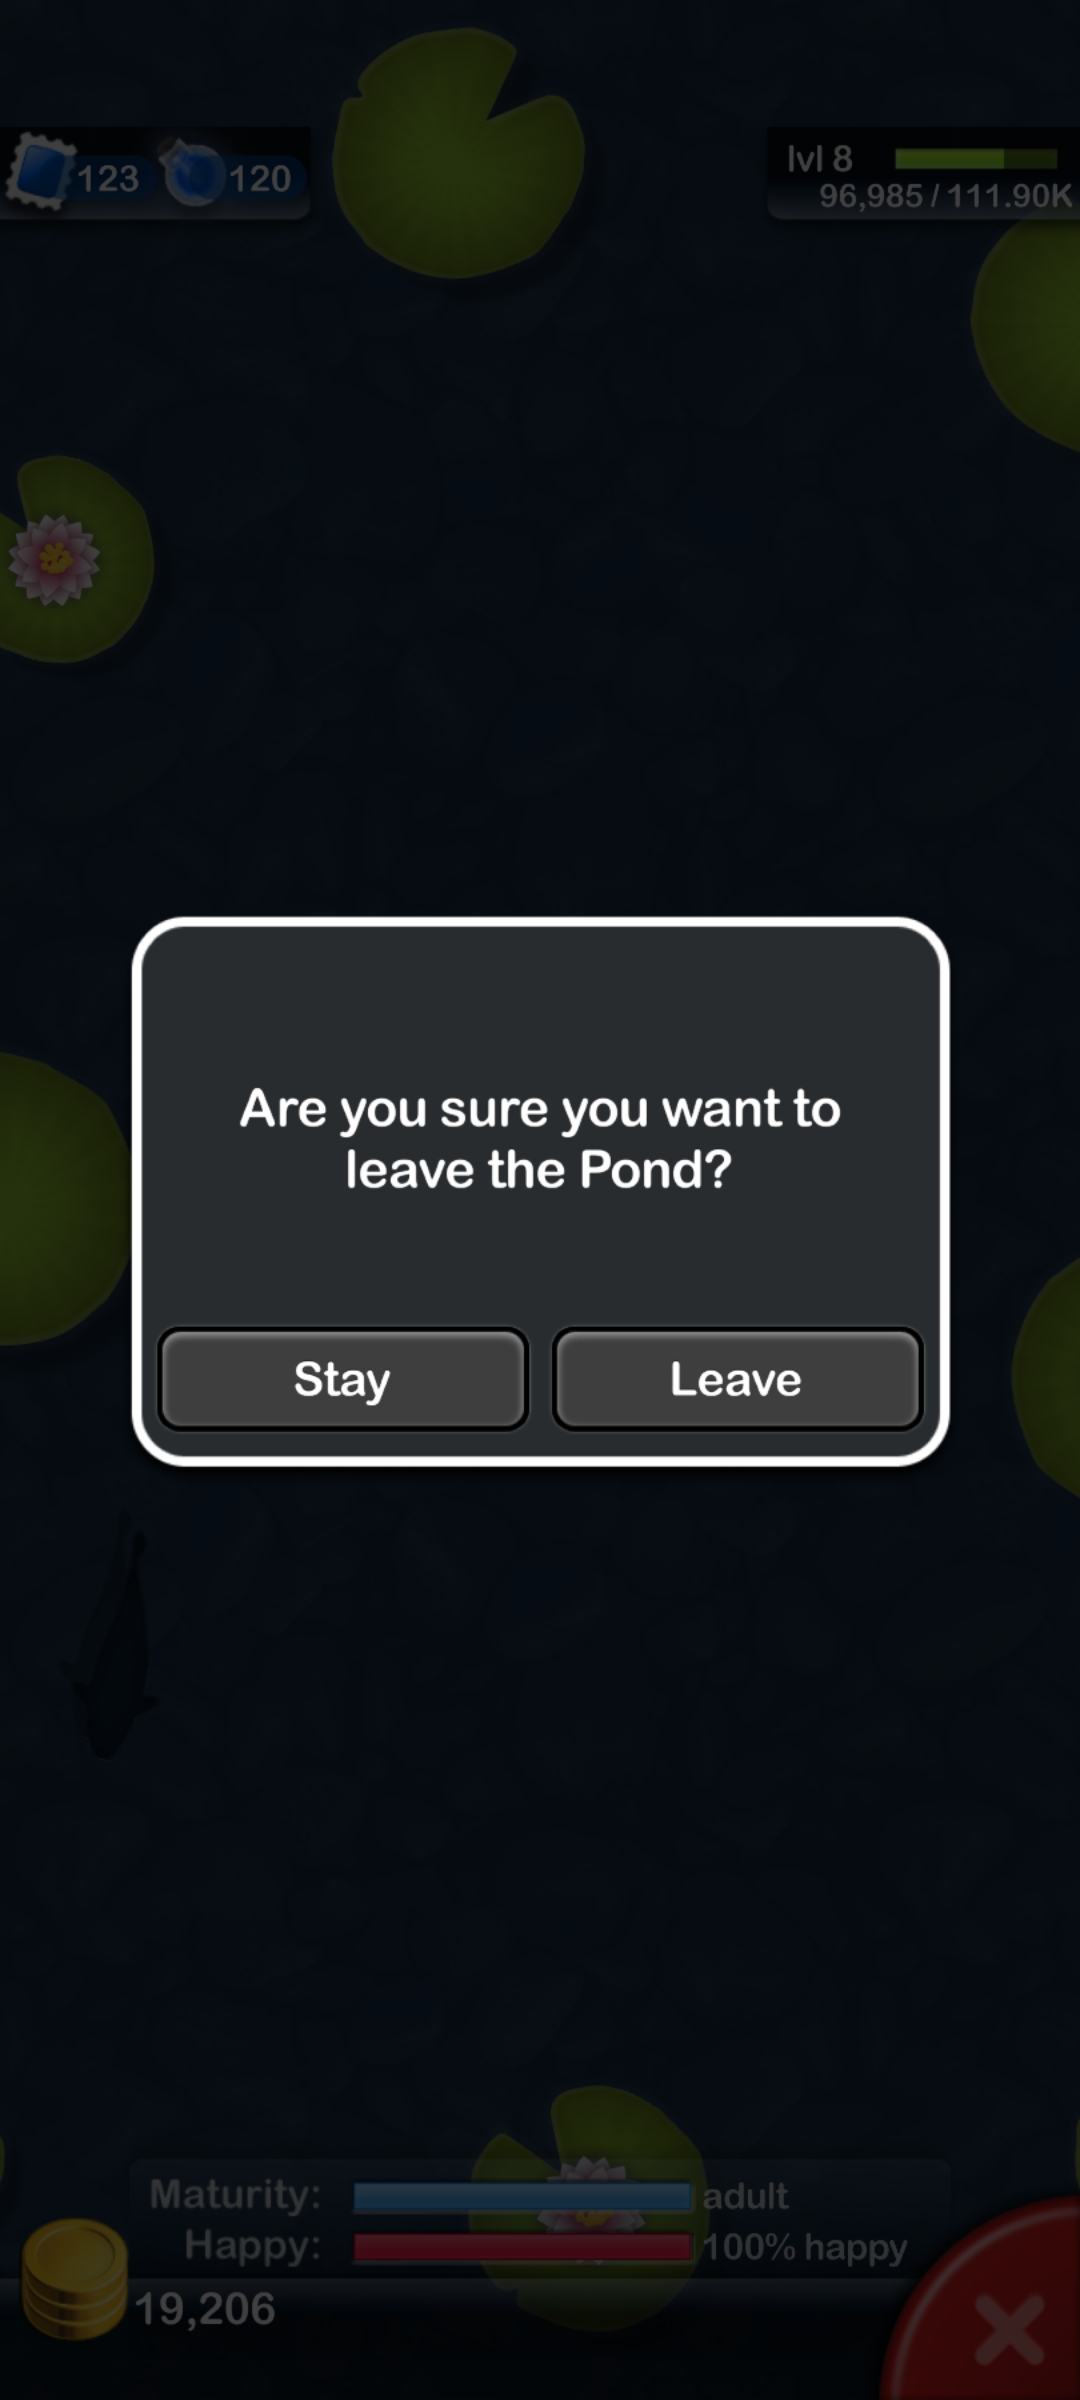 123 120
lvl 8
96,985 / 111.90K
Are you sure you want to
leave the Pond?
Stay Leave
Maturity: adult
Happy: 100% happy
19,206